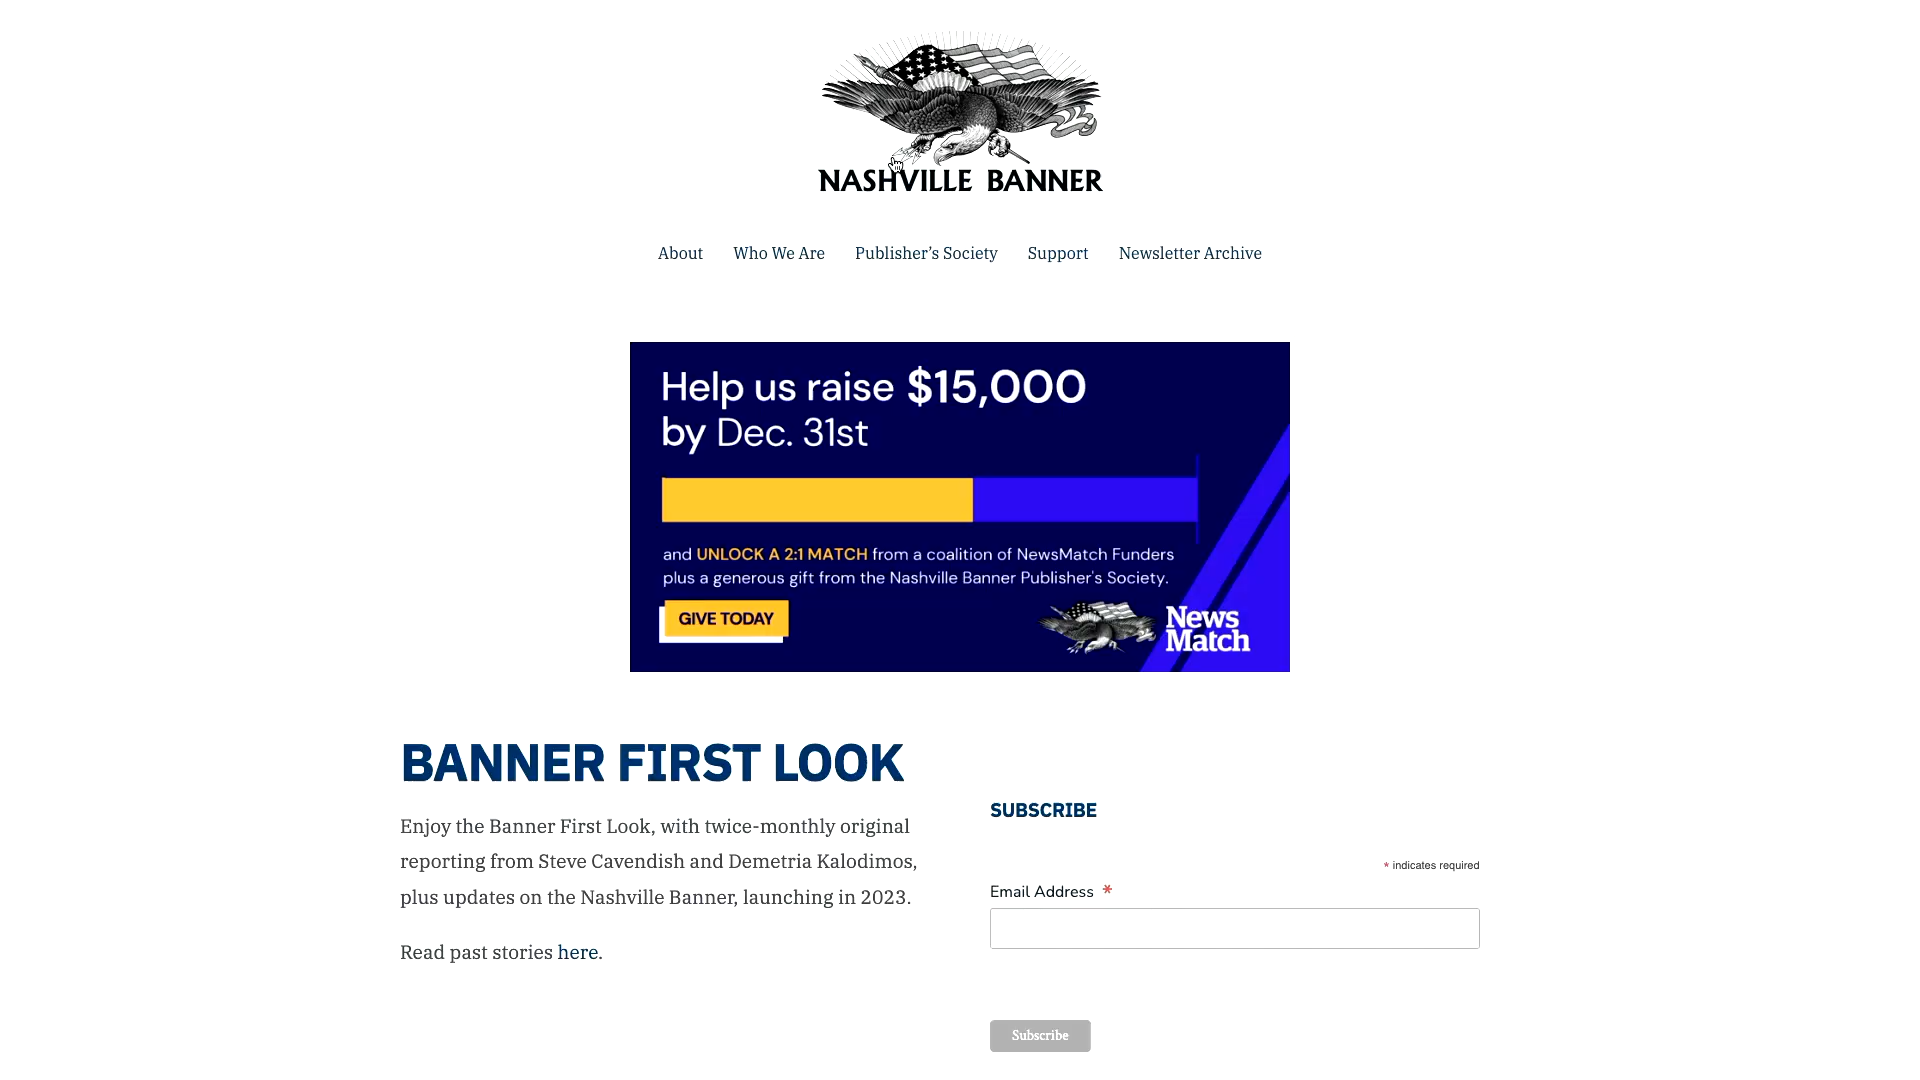 NASHVILLE BANNER
About Who We Are Publisher’s Society Support Newsletter Archive
Help us raise $15,000
by Dec. 31st
and UNLOCK A 2:1 MATCH from a coalition of NewsMatch Funders
plus a generous gift from the Nashville Banner Publisher's Society.
GIVE TODAY
News
Match
BANNER FIRST LOOK
Enjoy the Banner First Look, with twice-monthly original
reporting from Steve Cavendish and Demetria Kalodimos,
plus updates on the Nashville Banner, launching in 2023.
Read past stories here.
SUBSCRIBE
* indicates required
Email Address *
Subscribe